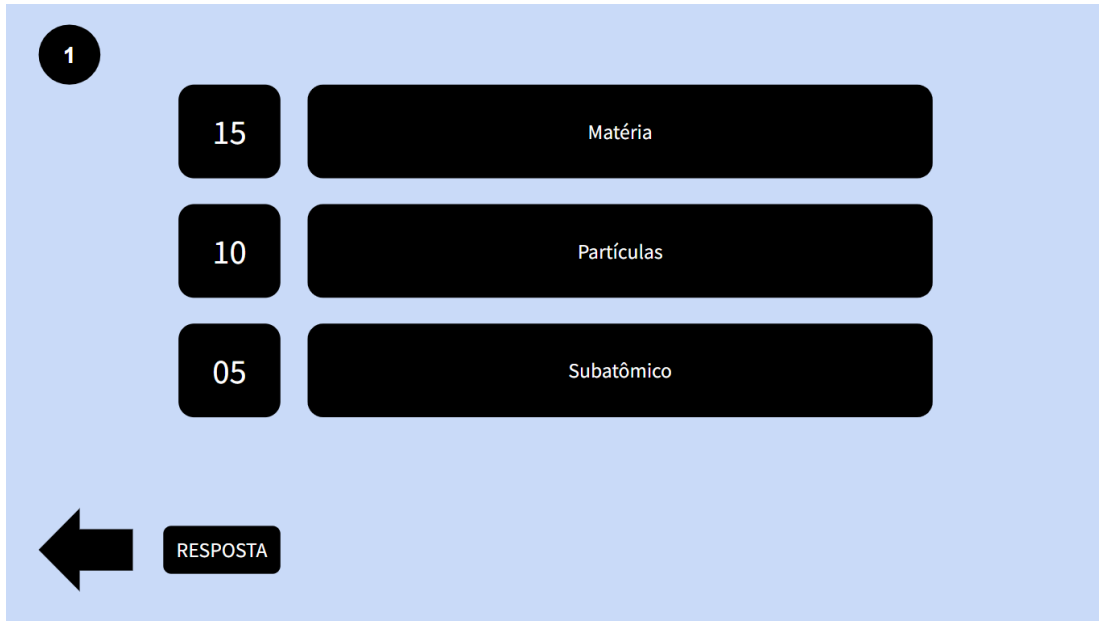 1
15
Matéria
10
Partículas
05
Subatômico
RESPOSTA